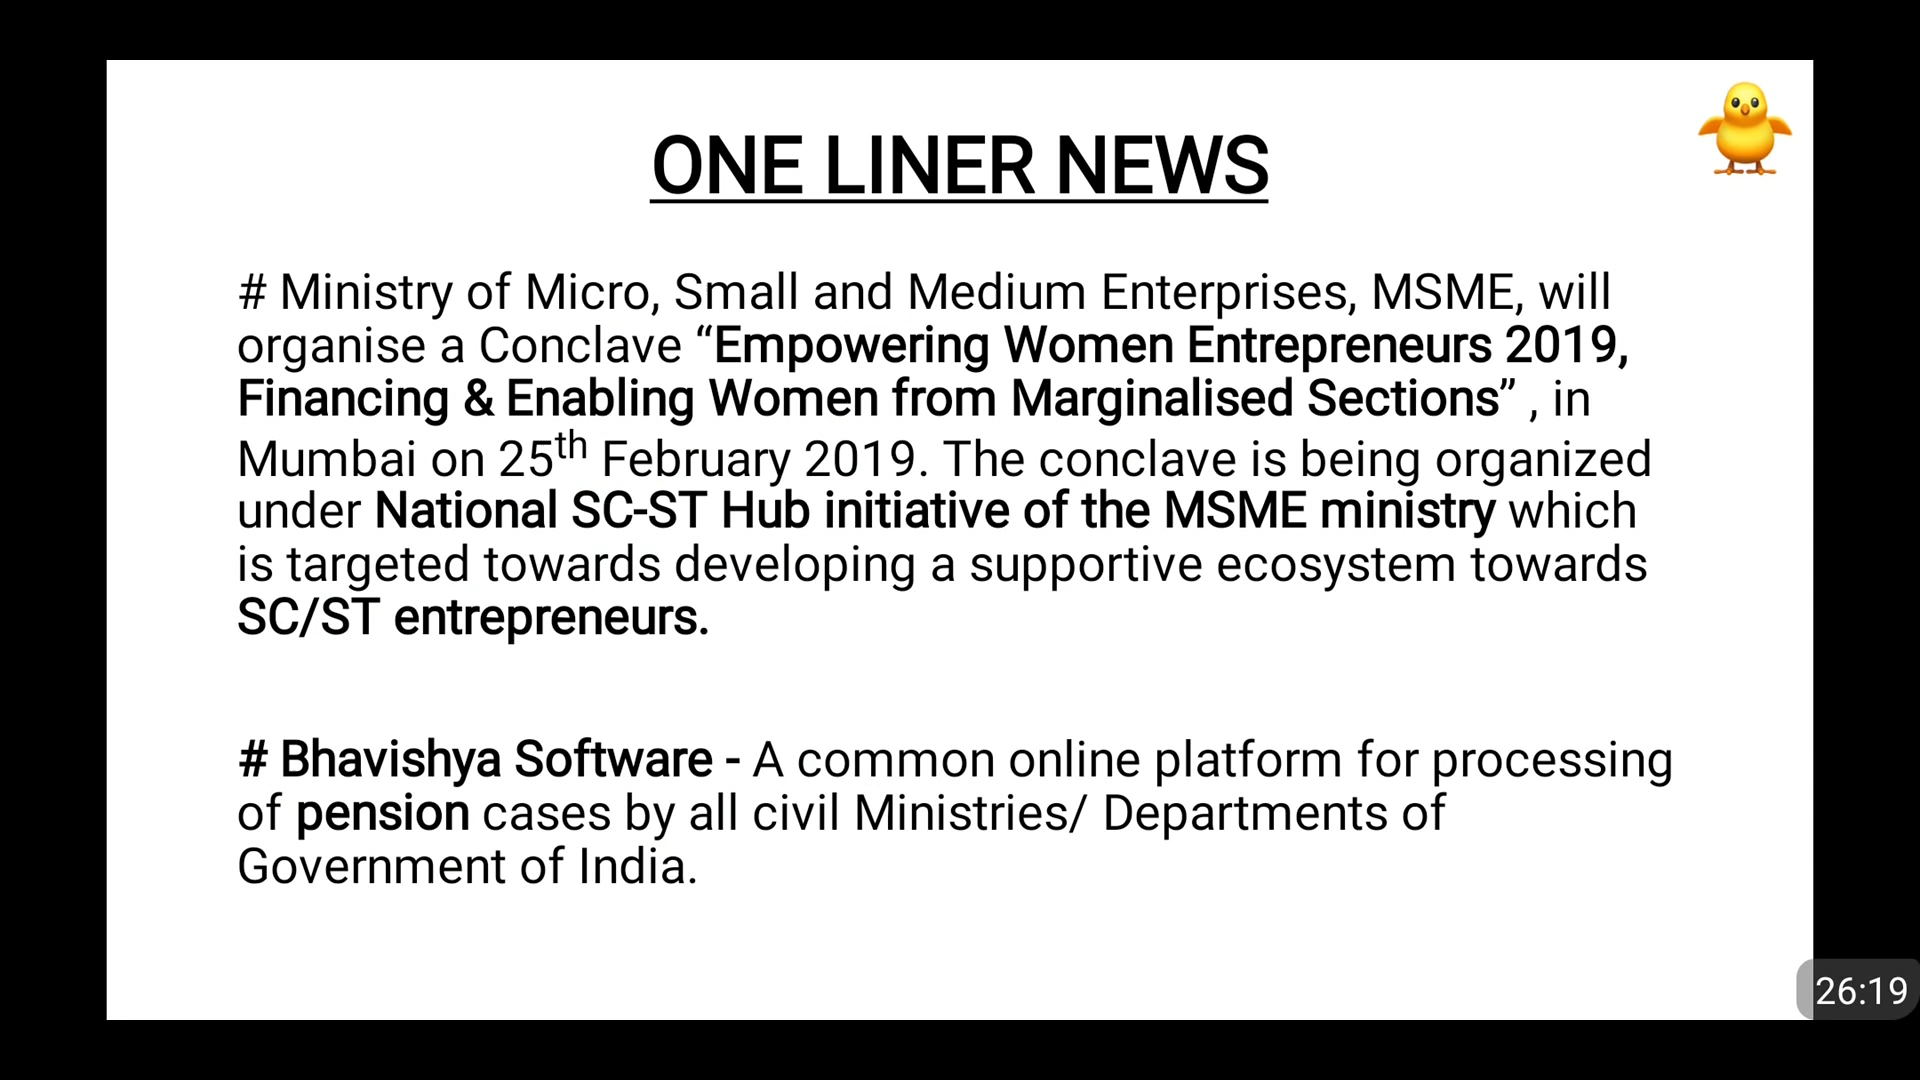 ONE LINER NEWS
# Ministry of Micro, Small and Medium Enterprises, MSME, will
organise a Conclave “Empowering Women Entrepreneurs 2019,
Financing & Enabling Women from Marginalised Sections” , in
Mumbai on 25th February 2019. The conclave is being organized
under National SC-ST Hub initiative of the MSME ministry which
is targeted towards developing a supportive ecosystem towards
SC/ST entrepreneurs.
# Bhavishya Software - A common online platform for processing
of pension cases by all civil Ministries/ Departments of
Government of India.
26:19